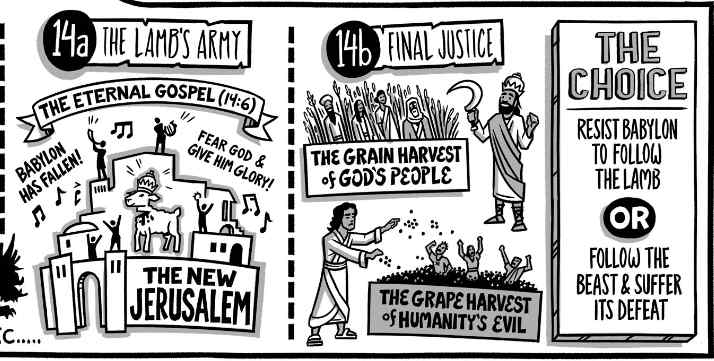 14a THE LAMB'S ARMY
THE ETERNAL GOSPEL (14:6)
BABYLON
HAS FALLEN!
FEAR GOD &
GIVE HIM GLORY!
THE NEW
JERUSALEM
14b FINAL JUSTICE
THE GRAIN HARVEST
of GOD'S PEOPLE
THE GRAPE HARVEST
of HUMANITY'S EVIL
THE
CHOICE
RESIST BABYLON
TO FOLLOW
THE LAMB
OR
FOLLOW THE
BEAST & SUFFER
ITS DEFEAT